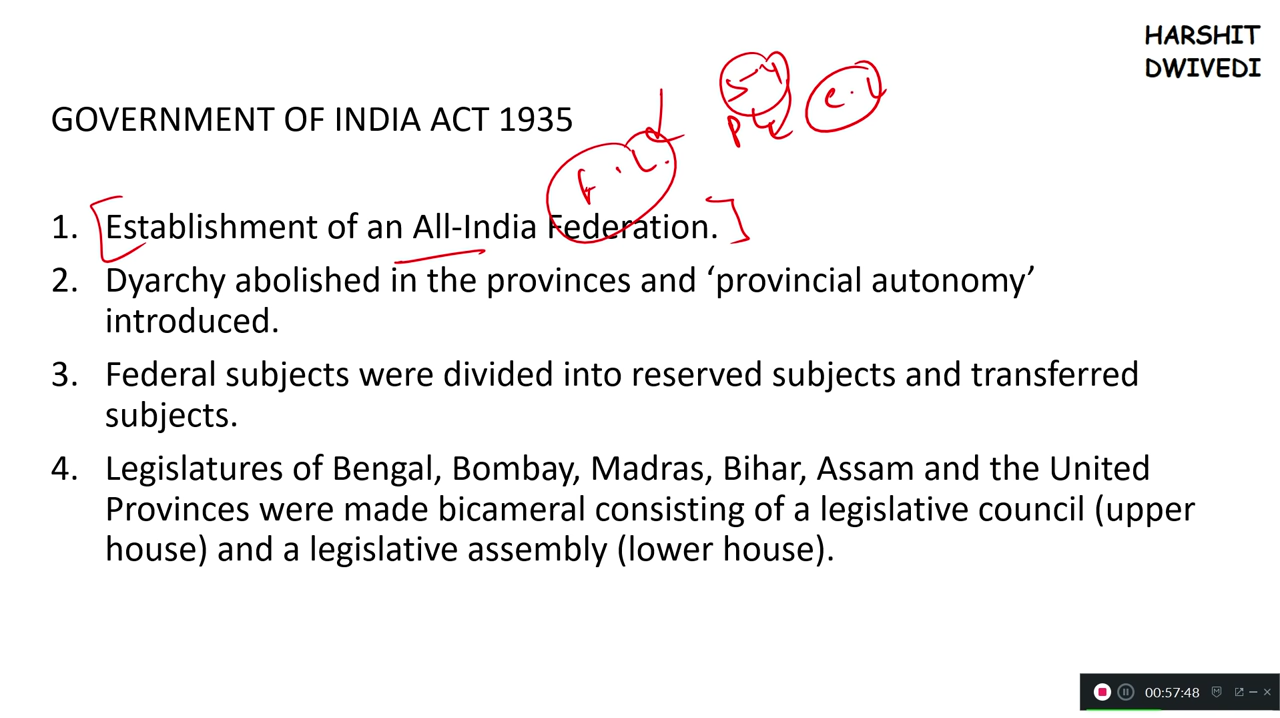 HARSHIT
DWIVEDI
GOVERNMENT OF INDIA ACT 1935
1. Establishment of an All-India Federation.
2. Dyarchy abolished in the provinces and ‘provincial autonomy’
introduced.
3. Federal subjects were divided into reserved subjects and transferred
subjects.
4. Legislatures of Bengal, Bombay, Madras, Bihar, Assam and the United
Provinces were made bicameral consisting of a legislative council (upper
house) and a legislative assembly (lower house).
00:57:48